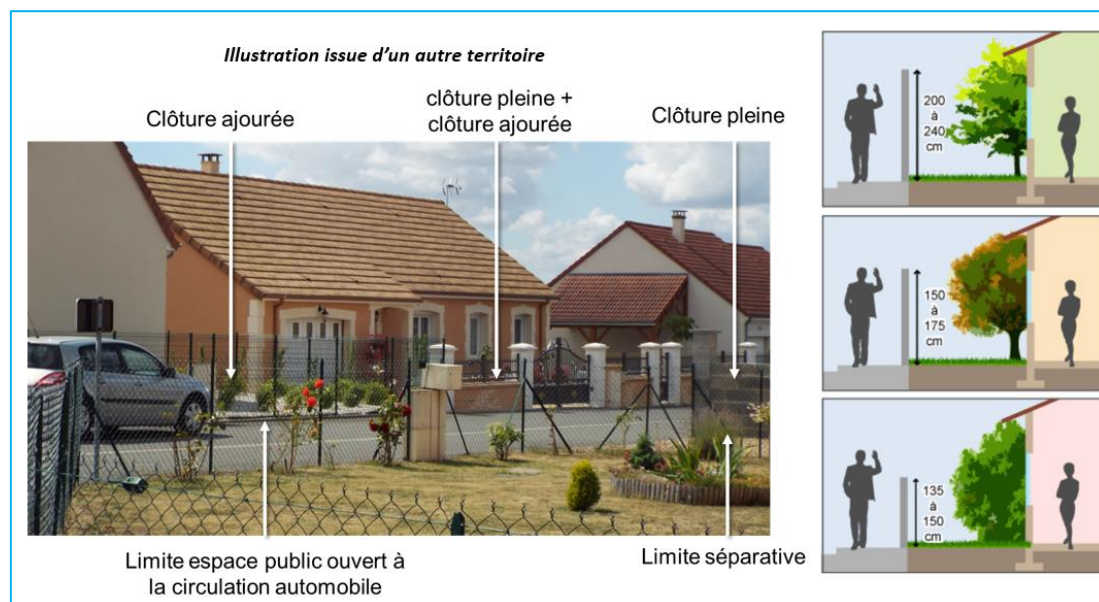 Illustration issue d'un autre territoire
Clôture ajourée
clôture pleine +
clôture ajourée
Clôture pleine
Limite espace public ouvert à
la circulation automobile
Limite séparative
200
à
240
cm
150
à
175
cm
135
à
150
cm